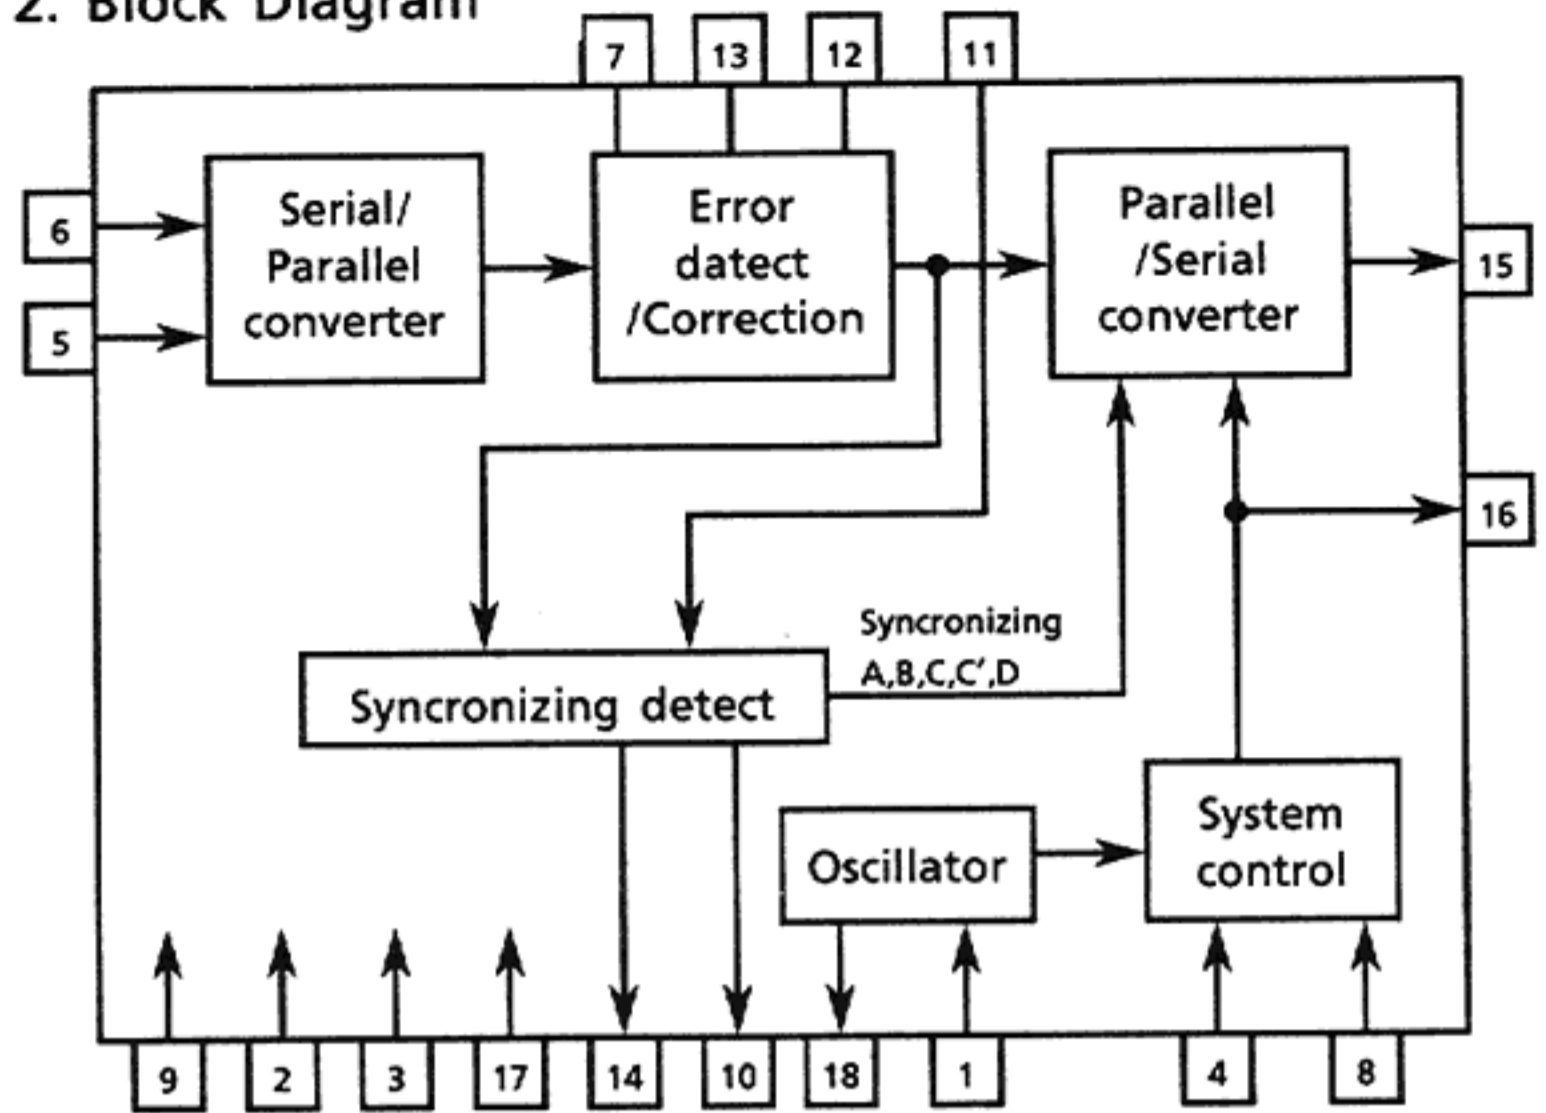 2. Block Diagram
7
13
12
11
6
5
Serial/
Parallel
converter
Error
datect
/Correction
Parallel
/Serial
converter
15
16
Syncronizing
A,B,C,C′,D
Syncronizing detect
Oscillator
System
control
9
2
3
17
14
10
18
1
4
8